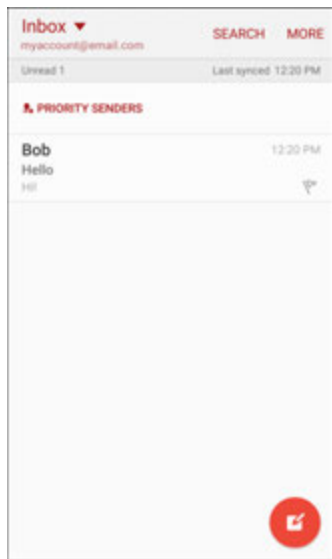 Inbox
SEARCH MORE
myaccount@email.com
Unread 1 Last synced 12:20 PM
PRIORITY SENDERS
Bob 12:20 PM
Hello
Hi!